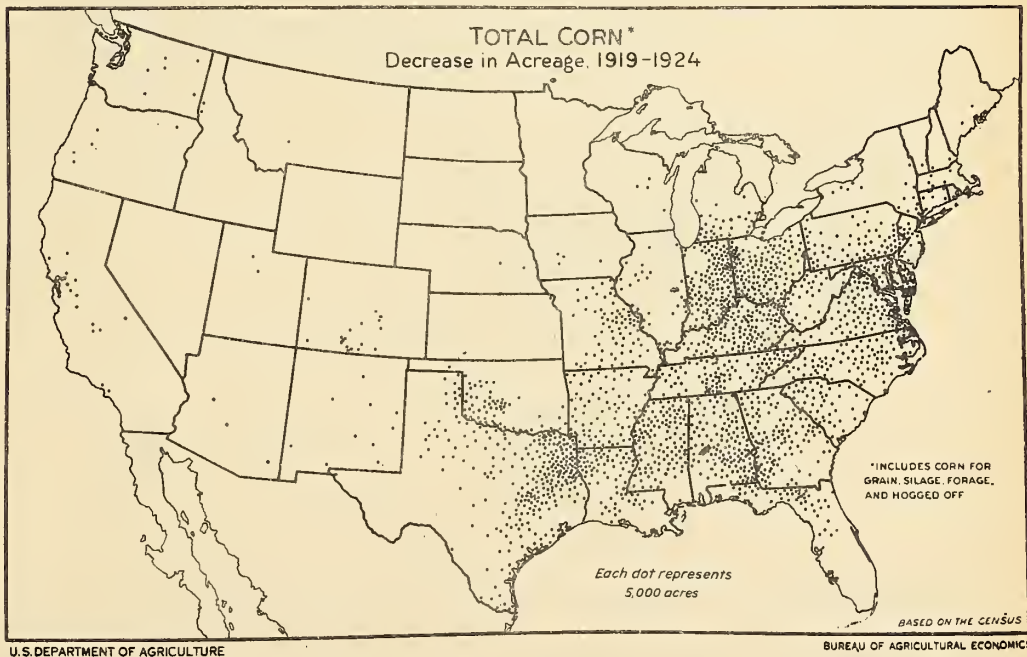 TOTAL CORN*
Decrease in Acreage, 1919-1924
*INCLUDES CORN FOR
GRAIN, SILAGE, FORAGE,
AND HOGGED OFF
Each dot represents
5,000 acres
BASED ON THE CENSUS
U.S. DEPARTMENT OF AGRICULTURE
BUREAU OF AGRICULTURAL ECONOMICS